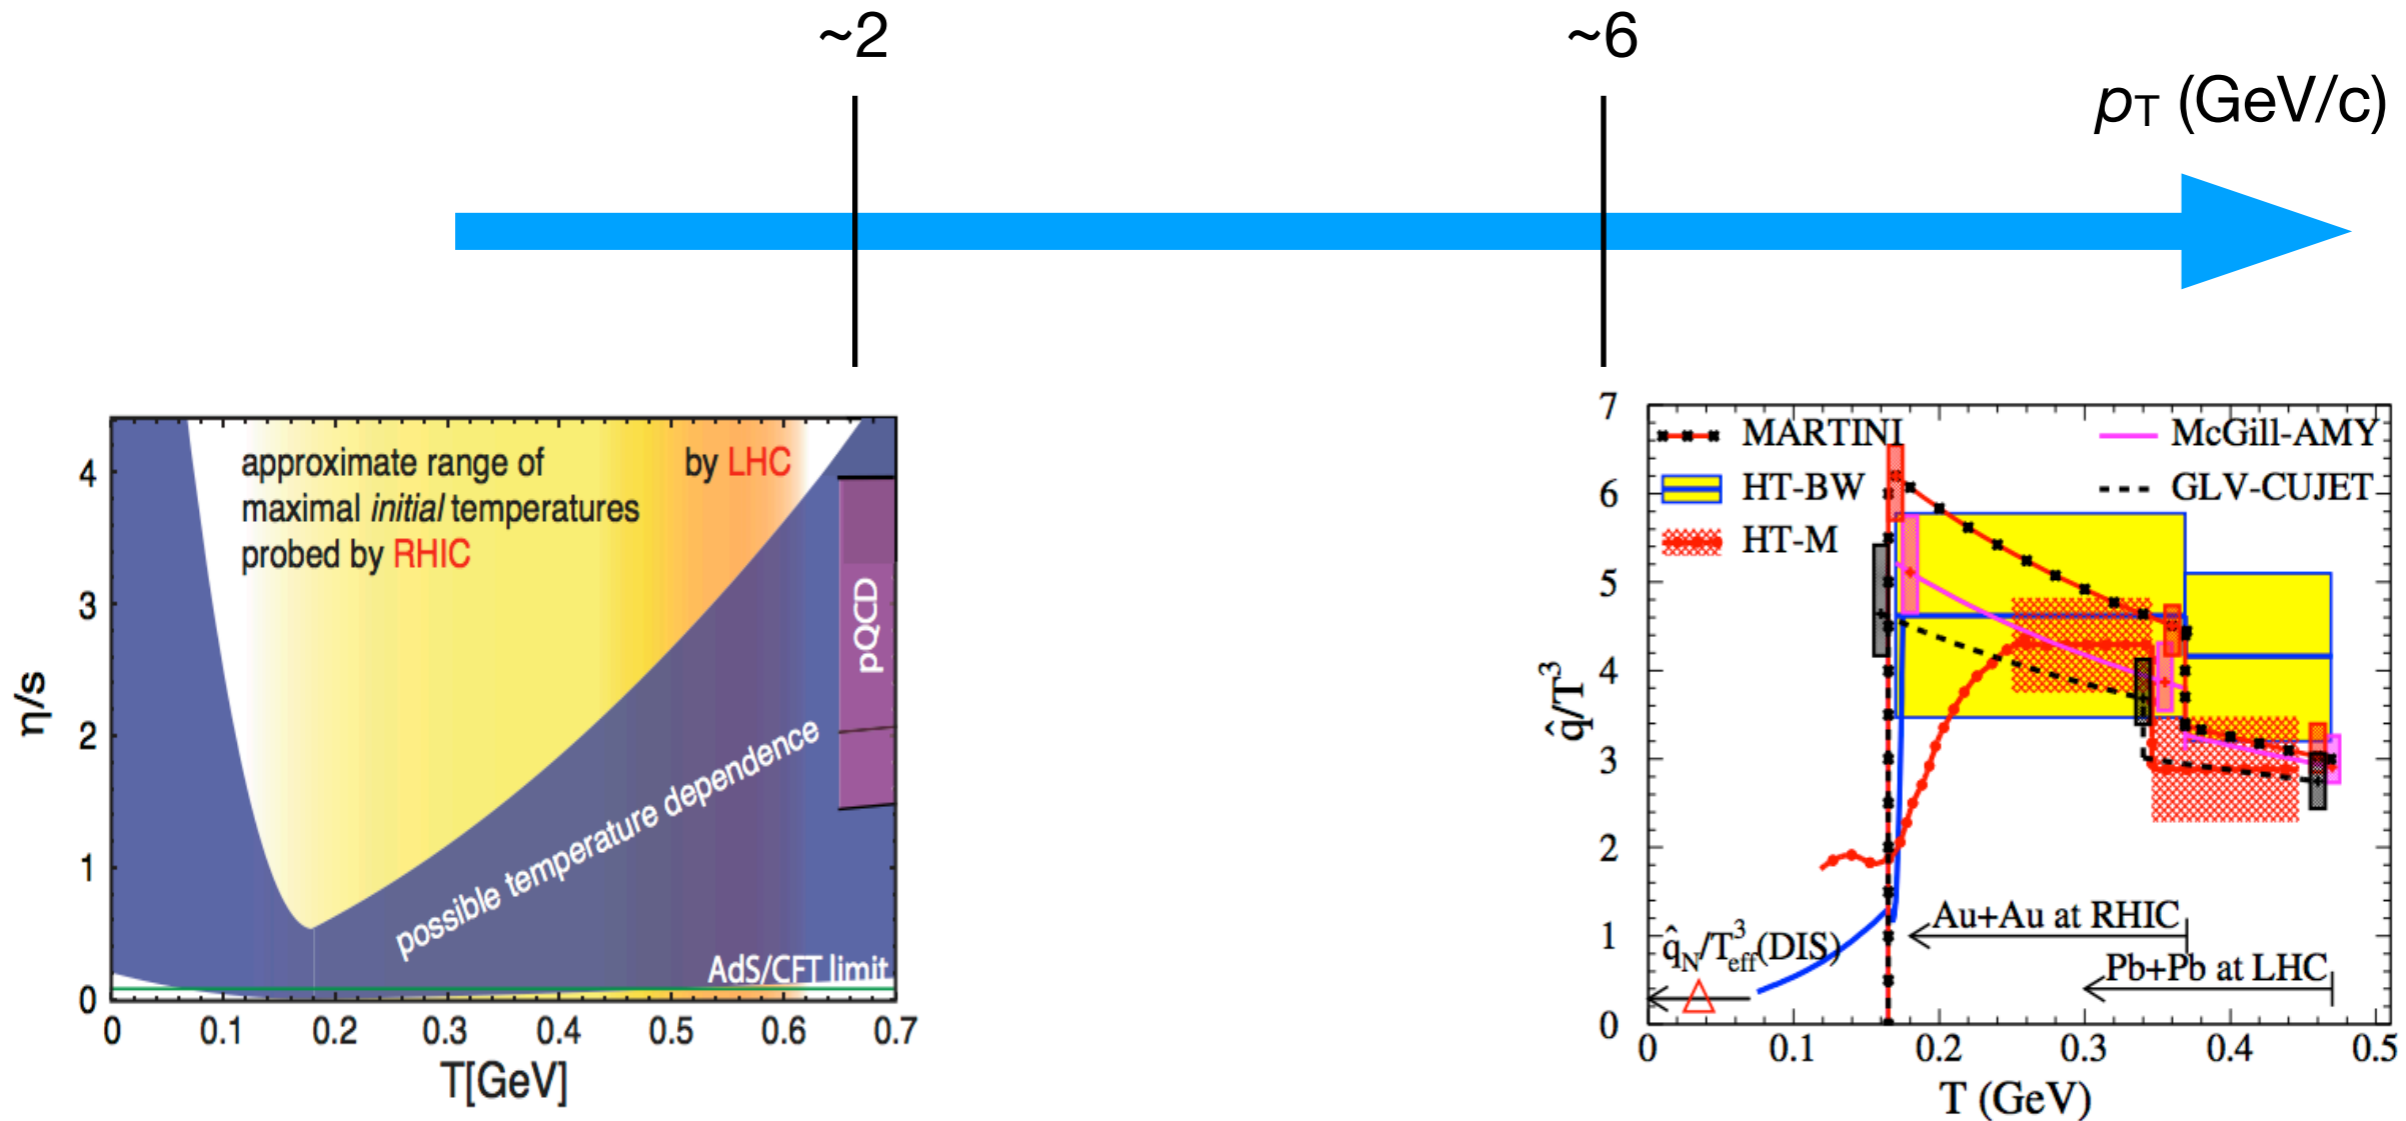 ~2
~6
pT (GeV/c)
approximate range of
maximal initial temperatures
probed by RHIC
by LHC
pQCD
possible temperature dependence
AdS/CFT limit
η/s
4
3
2
1
0
0 0.1 0.2 0.3 0.4 0.5 0.6 0.7
T[GeV]
MARTINI
HT-BW
HT-M
McGill-AMY
GLV-CUJET
q̂/T³
7
6
5
4
3
2
1
0
Au+Au at RHIC
Pb+Pb at LHC
q̂N/T³eff(DIS)
0 0.1 0.2 0.3 0.4 0.5
T (GeV)